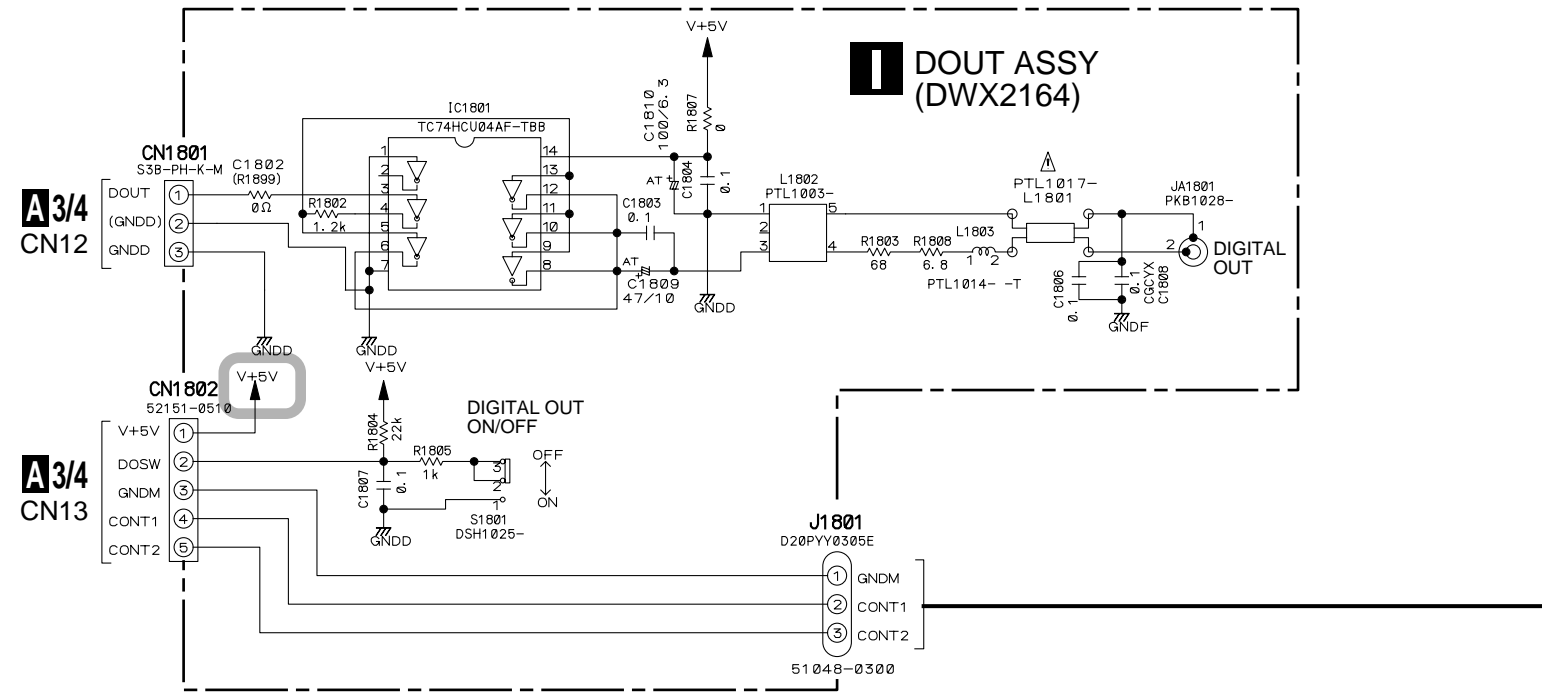 I DOUT ASSY
(DWX2164)
V+5V
C1810
100/6.3
R1807
0
IC1801
TC74HCU04AF-TBB
1
2
3
4
5
6
7
14
13
12
11
10
9
8
CN1801
S3B-PH-K-M
A 3/4
CN12
DOUT
(GNDD)
GNDD
1
2
3
C1802
(R1899)
0Ω
R1802
1.2k
C1803
0.1
AT
+
C1804
0.1
AT
+
C1809
47/10
L1802
PTL1003-
1
2
3
5
4
R1803
68
R1808
6.8
L1803
1 2
PTL1014- -T
PTL1017-
L1801
JA1801
PKB1028-
1
2
DIGITAL
OUT
C1806
0.1
0.1
CGCYX
C1808
GNDF
GNDD
GNDD
GNDD
V+5V
V+5V
CN1802
52151-0510
A 3/4
CN13
V+5V
DOSW
GNDM
CONT1
CONT2
1
2
3
4
5
R1804
22k
R1805
1k
C1807
0.1
GNDD
DIGITAL OUT
ON/OFF
3
2
1
OFF
ON
S1801
DSH1025-
J1801
D20PYY0305E
1
2
3
GNDM
CONT1
CONT2
51048-0300